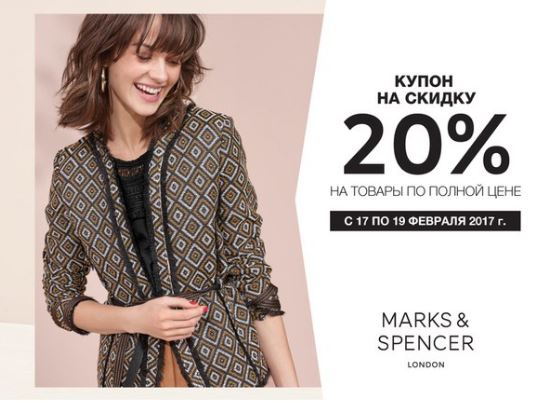 КУПОН
НА СКИДКУ
20%
НА ТОВАРЫ ПО ПОЛНОЙ ЦЕНЕ
С 17 ПО 19 ФЕВРАЛЯ 2017 г.
MARKS &
SPENCER
LONDON